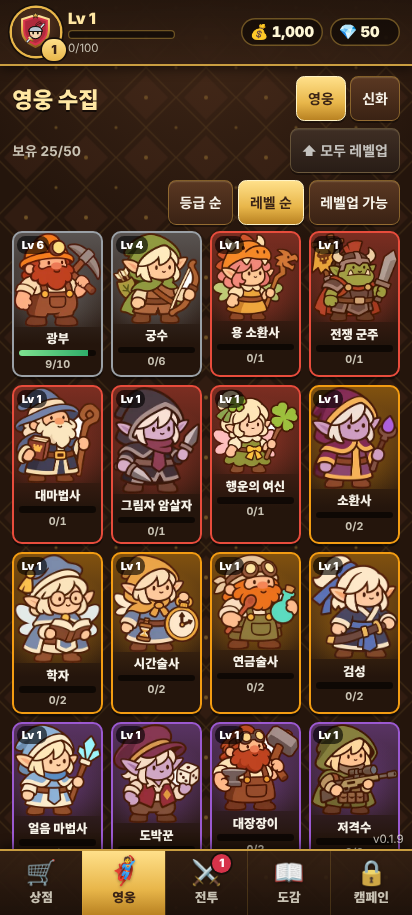 Lv 1
1
0/100
1,000
50
영웅 수집
영웅
신화
보유 25/50
모두 레벨업
등급 순
레벨 순
레벨업 가능
Lv 6
Lv 4
Lv 1
Lv 1
광부
궁수
용 소환사
전쟁 군주
9/10
0/6
0/1
0/1
Lv 1
Lv 1
Lv 1
Lv 1
대마법사
그림자 암살자
행운의 여신
소환사
0/1
0/1
0/1
0/2
Lv 1
Lv 1
Lv 1
Lv 1
학자
시간술사
연금술사
검성
0/2
0/2
0/2
0/2
Lv 1
Lv 1
Lv 1
Lv 1
얼음 마법사
도박꾼
대장장이
저격수
v0.1.9
1
상점
영웅
전투
도감
캠페인